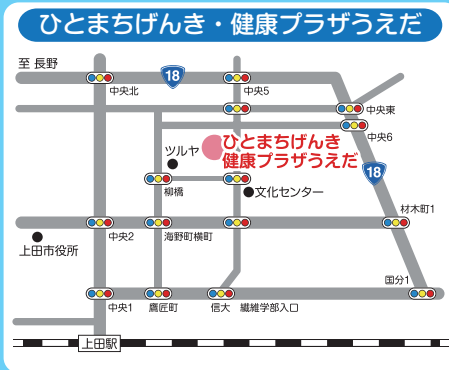 ひとまちげんき・健康プラザうえだ
至 長野
18
中央北
中央5
中央東
中央6
ひとまちげんき
健康プラザうえだ
ツルヤ
18
柳橋
文化センター
材木町1
中央2
海野町横町
上田市役所
国分1
中央1
鷹匠町
信大 繊維学部入口
上田駅